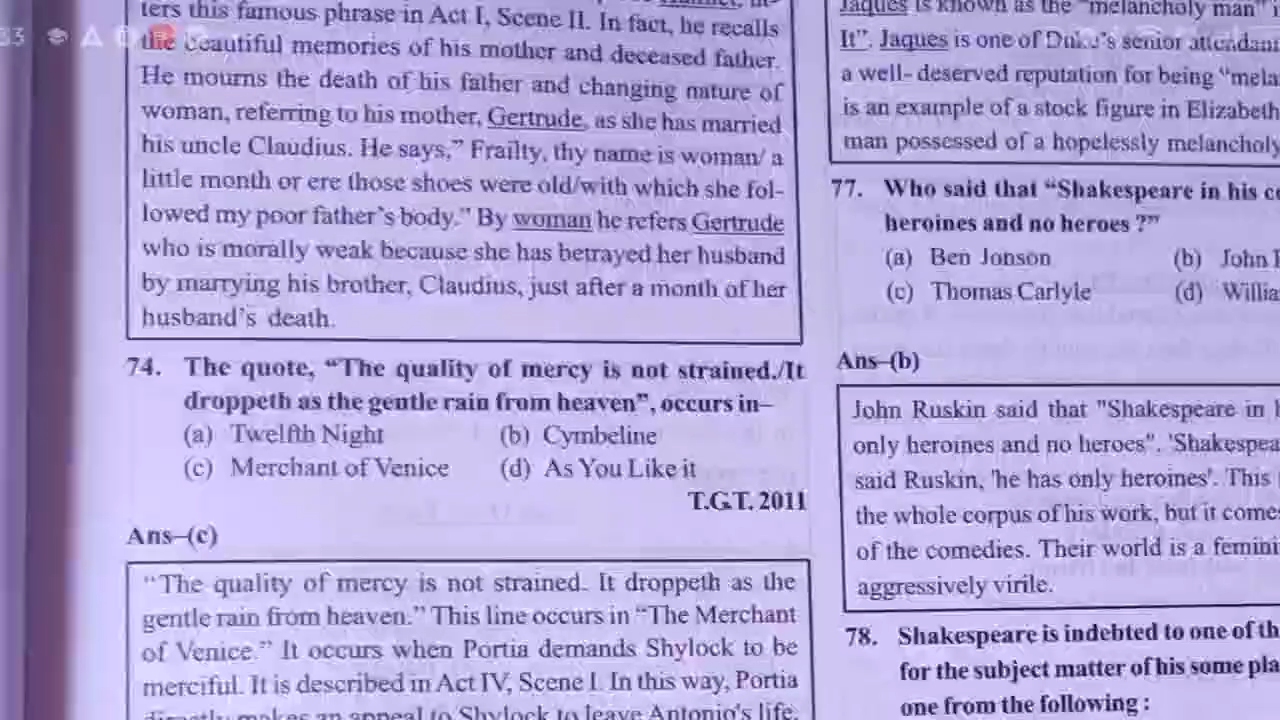 ters this famous phrase in Act I, Scene II. In fact, he recalls
the beautiful memories of his mother and deceased father.
He mourns the death of his father and changing nature of
woman, referring to his mother, Gertrude, as she has married
his uncle Claudius. He says,” Frailty, thy name is woman/ a
little month or ere those shoes were old/with which she fol-
lowed my poor father’s body.” By woman he refers Gertrude
who is morally weak because she has betrayed her husband
by marrying his brother, Claudius, just after a month of her
husband’s death.
74. The quote, “The quality of mercy is not strained./It
droppeth as the gentle rain from heaven”, occurs in–
(a) Twelfth Night (b) Cymbeline
(c) Merchant of Venice (d) As You Like it
T.G.T. 2011
Ans–(c)
“The quality of mercy is not strained. It droppeth as the
gentle rain from heaven.” This line occurs in “The Merchant
of Venice.” It occurs when Portia demands Shylock to be
merciful. It is described in Act IV, Scene I. In this way, Portia
directly makes an appeal to Shylock to leave Antonio's life.
Jaques is known as the “melancholy man”
It”. Jaques is one of Duke’s senior
a well- deserved reputation for being
is an example of a stock figure in
man possessed of a hopelessly melancholy
77. Who said that “Shakespeare in his
heroines and no heroes ?”
(a) Ben Jonson (b) John
(c) Thomas Carlyle (d)
Ans–(b)
John Ruskin said that "Shakespeare in
only heroines and no heroes".
said Ruskin, 'he has only heroines'. This
the whole corpus of his work, but it
of the comedies. Their world is a
aggressively virile.
78. Shakespeare is indebted to one of
for the subject matter of his some
one from the following :